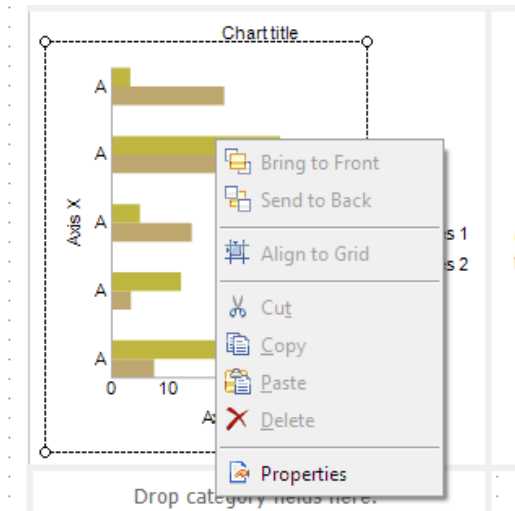 Chart title
A
A
A
A
A
Axis X
0 10
Bring to Front
Send to Back
Align to Grid
Cut
Copy
Paste
Delete
Properties
s 1
s 2
Drop category fields here.